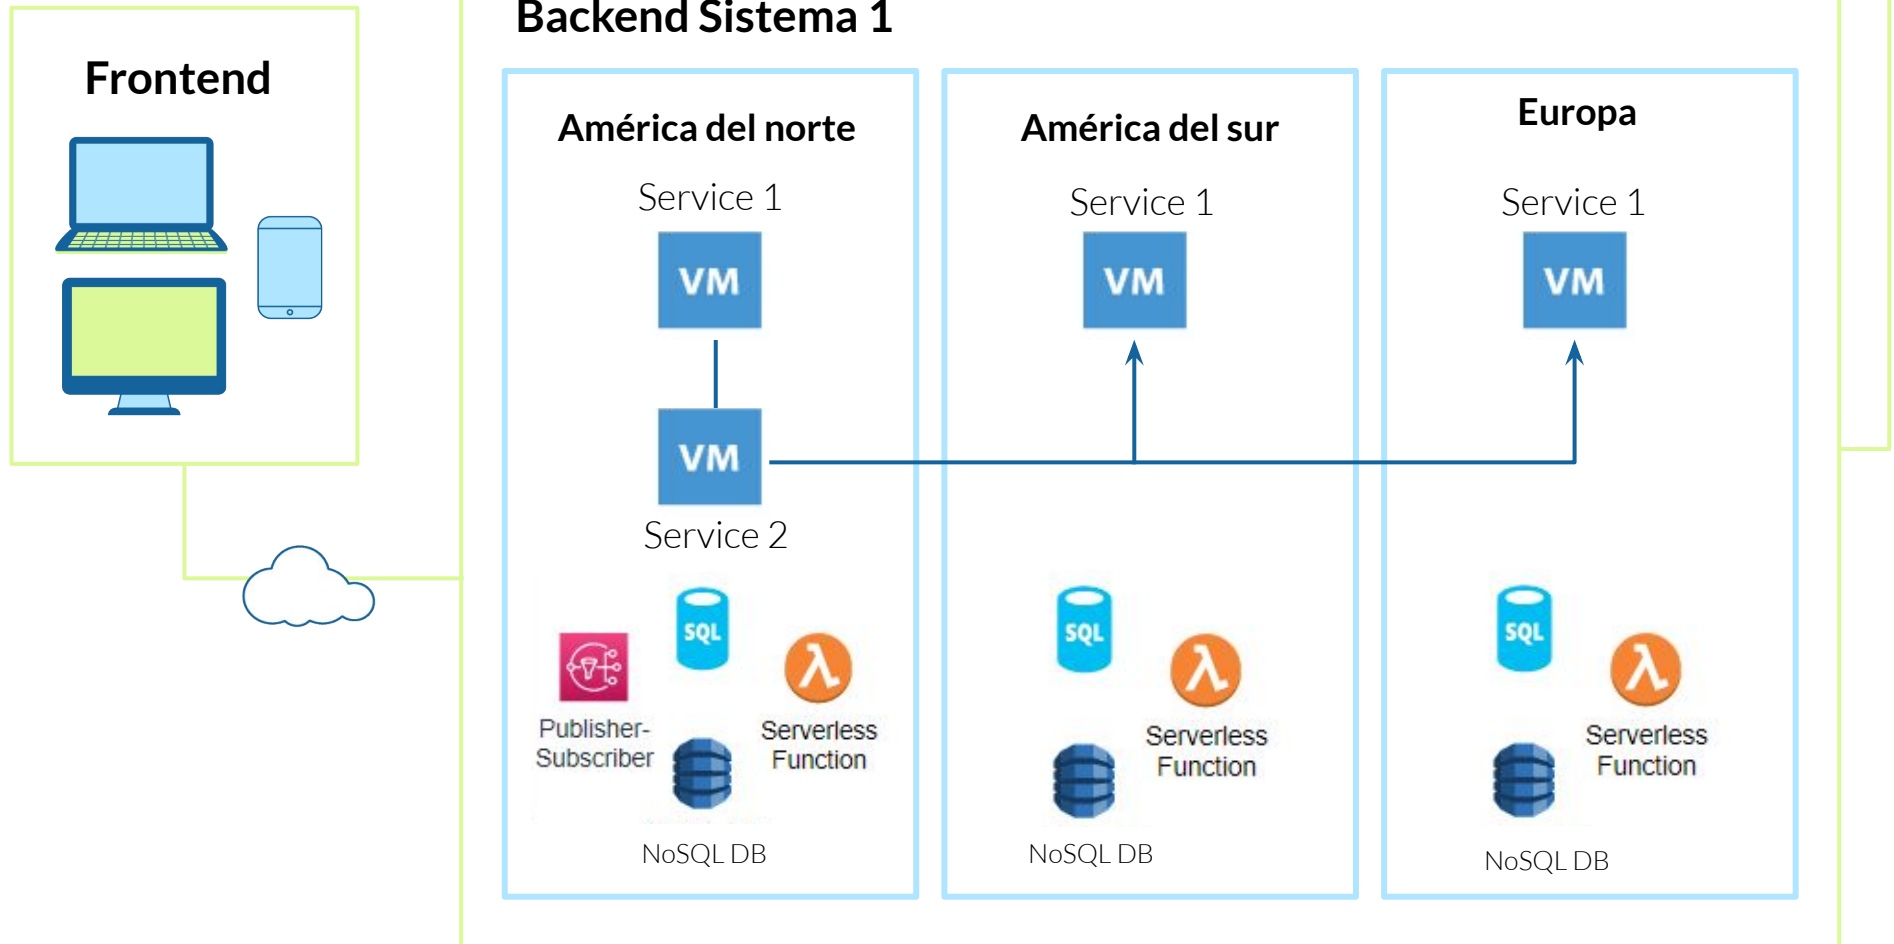 Backend Sistema 1
Frontend
América del norte
Service 1
VM
VM
Service 2
SQL
Publisher-
Subscriber
λ
Serverless
Function
NoSQL DB
América del sur
Service 1
VM
SQL
λ
Serverless
Function
NoSQL DB
Europa
Service 1
VM
SQL
λ
Serverless
Function
NoSQL DB